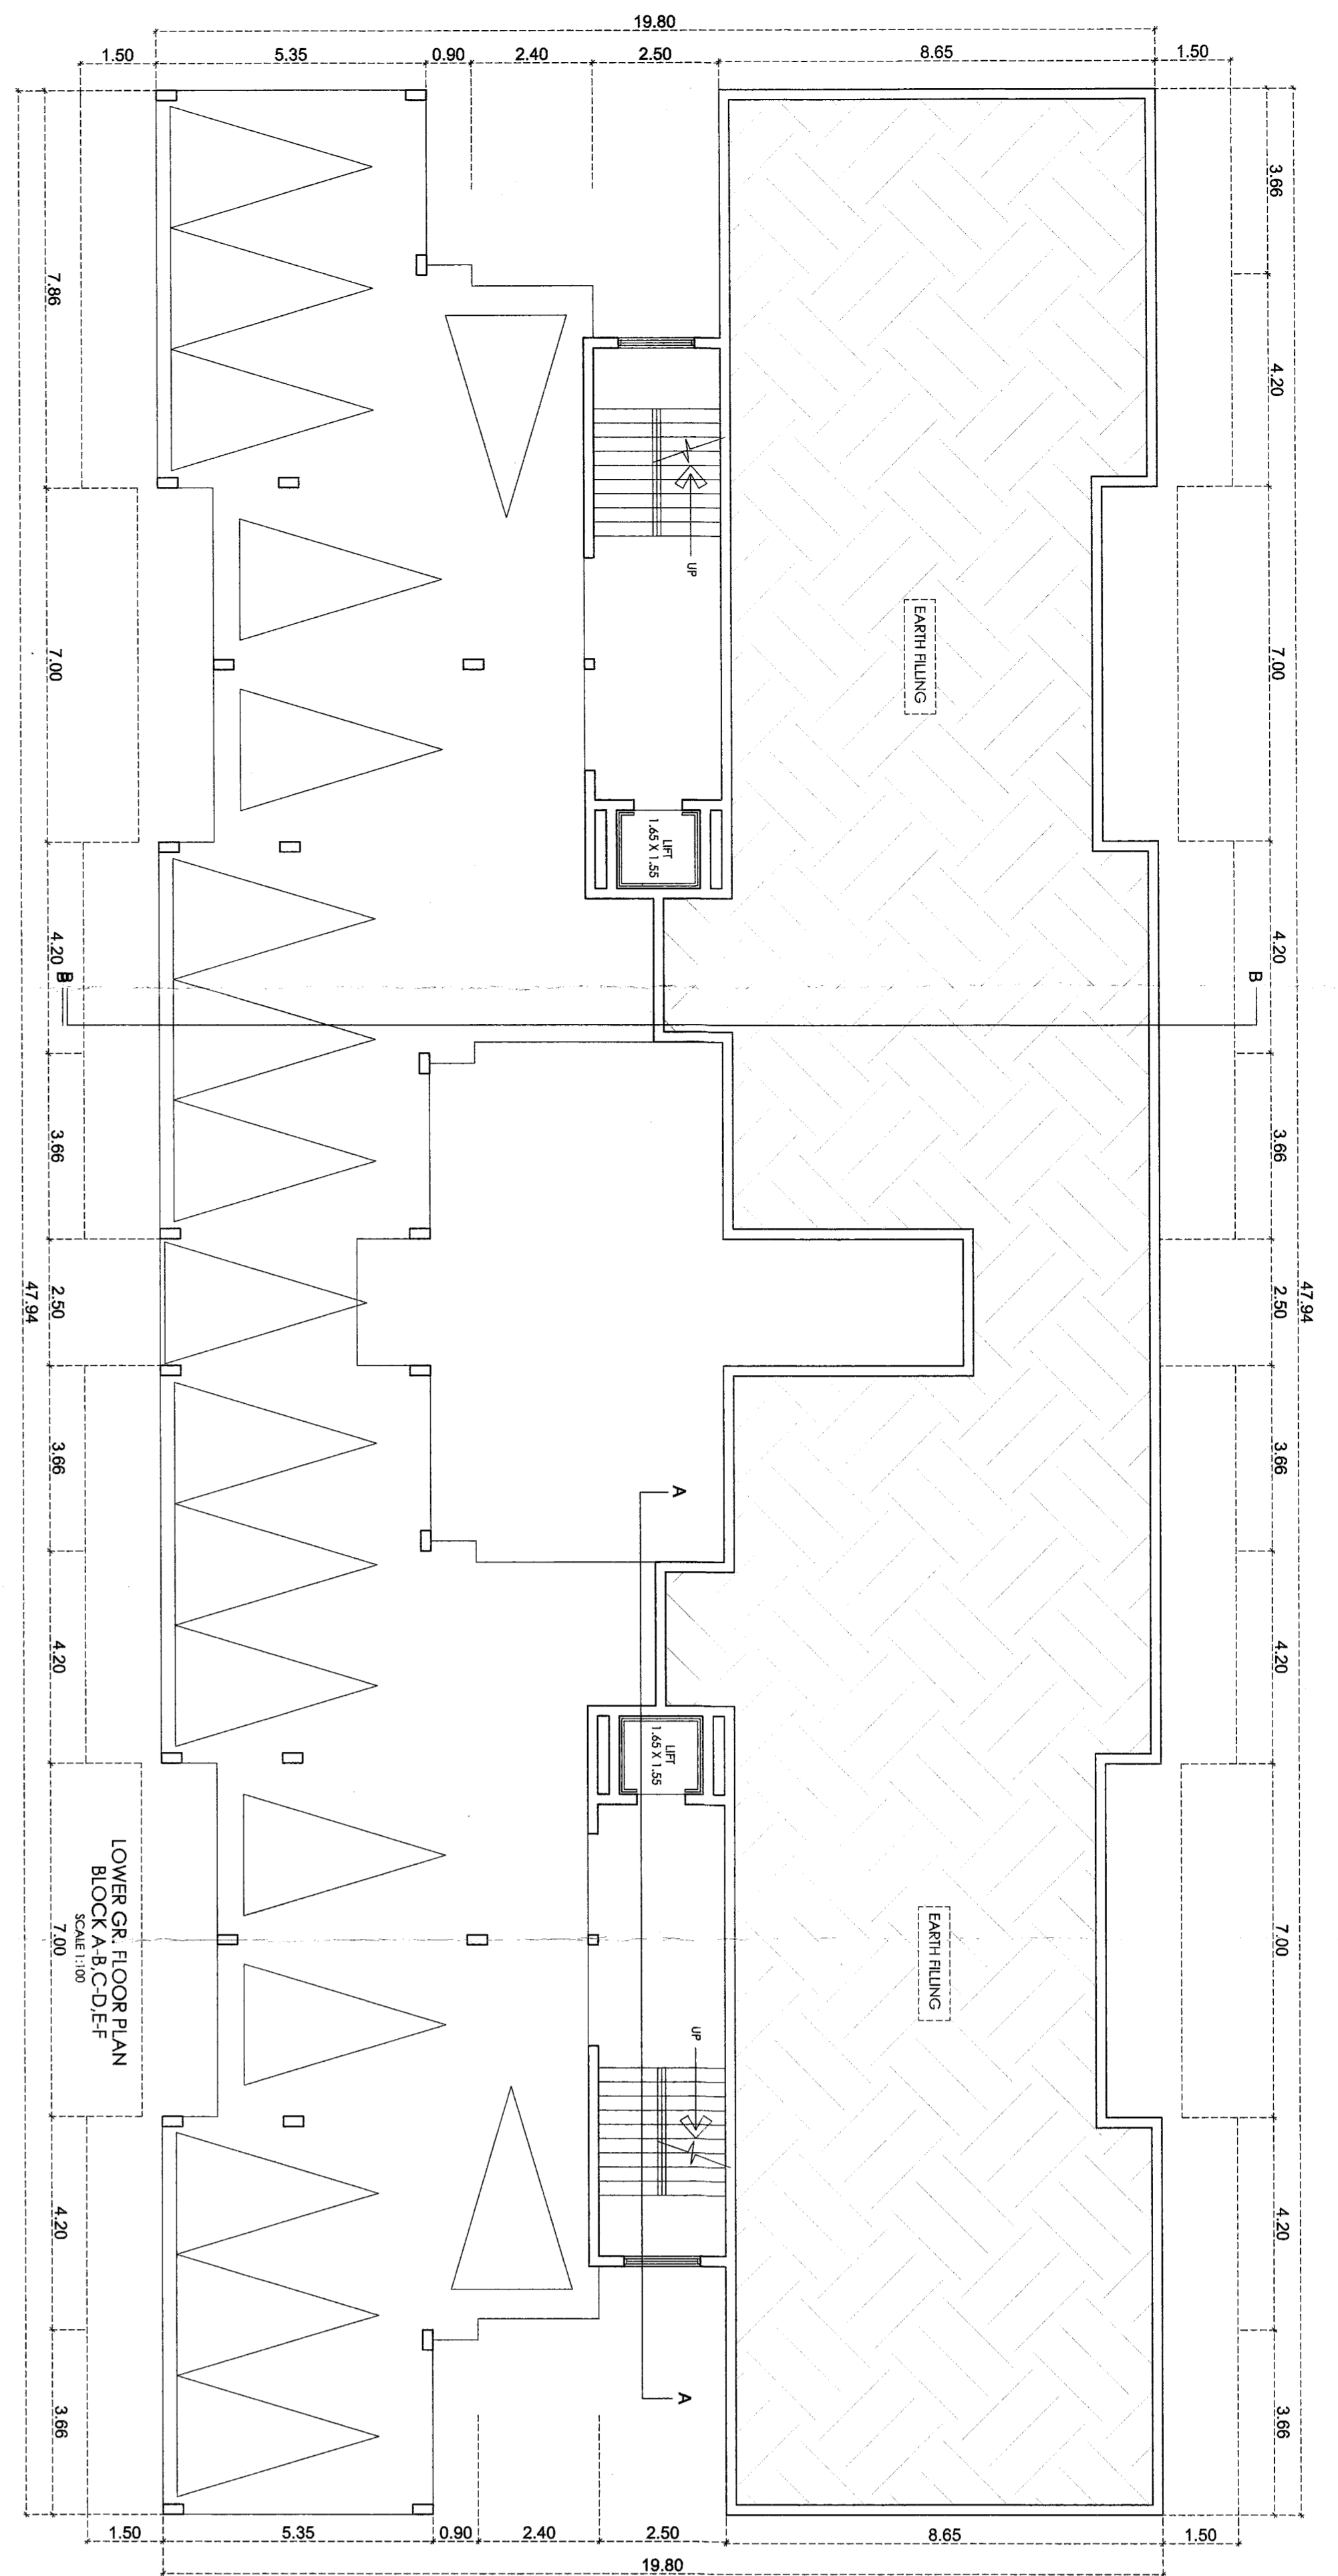 19.80
1.50 5.35 0.90 2.40 2.50 8.65 1.50
3.66
7.86
4.20
UP
EARTH FILLING
7.00
7.00
LIFT
1.65 X 1.55
4.20
4.20
B
B
3.66
3.66
47.94
2.50
2.50
47.94
3.66
3.66
A
4.20
4.20
LIFT
1.65 X 1.55
LOWER GR. FLOOR PLAN
BLOCK A-B,C-D,E-F
SCALE 1:100
7.00
EARTH FILLING
7.00
UP
4.20
4.20
A
3.66
3.66
1.50 5.35 0.90 2.40 2.50 8.65 1.50
19.80